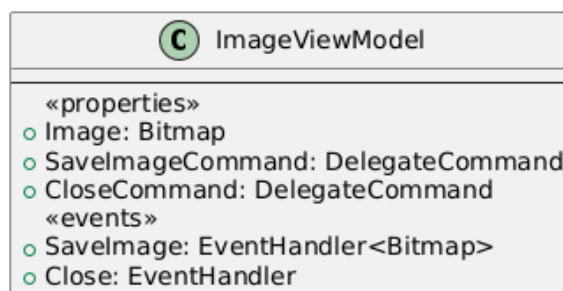 C ImageViewModel
«properties»
Image: Bitmap
SaveImageCommand: DelegateCommand
CloseCommand: DelegateCommand
«events»
SaveImage: EventHandler<Bitmap>
Close: EventHandler